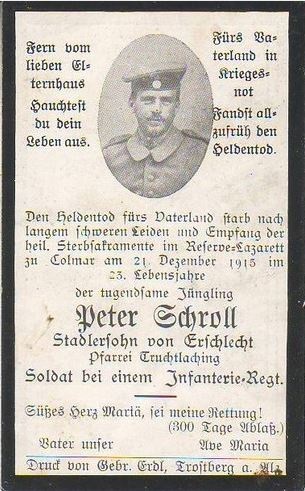 Fern vom
lieben El-
ternhaus
Hauchtest
du dein
Leben aus.
Fürs Va-
terland in
Krieges-
not
Fandst all-
zufrüh den
Heldentod.
Den Heldentod fürs Vaterland starb nach
langem schweren Leiden und Empfang der
heil. Sterbsakramente im Reserve-Lazarett
zu Colmar am 21. Dezember 1915 im
23. Lebensjahre
der tugendsame Jüngling
Peter Schroll
Stadlersohn von Erschlecht
Pfarrei Truchtlaching
Soldat bei einem Infanterie-Regt.
Süßes Herz Mariä, sei meine Rettung!
(300 Tage Ablaß.)
Vater unser Ave Maria
Druck von Gebr. Erdl, Trostberg a. Alz